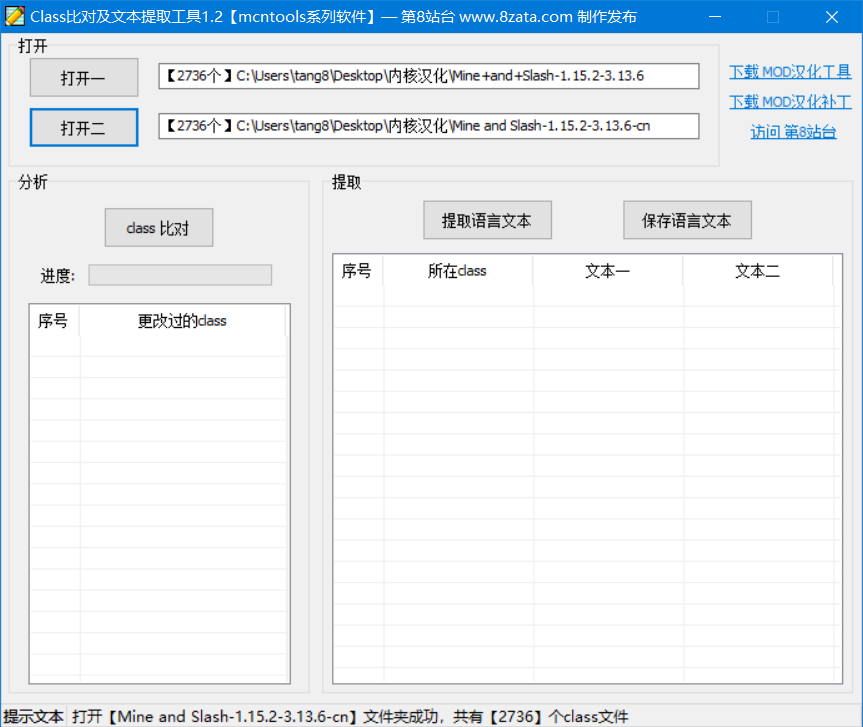 Class比对及文本提取工具1.2【mcntools系列软件】— 第8站台 www.8zata.com 制作发布
打开
打开一 【2736个】C:\Users\tang8\Desktop\内核汉化\Mine+and+Slash-1.15.2-3.13.6
下载 MOD汉化工具
下载 MOD汉化补丁
打开二 【2736个】C:\Users\tang8\Desktop\内核汉化\Mine and Slash-1.15.2-3.13.6-cn
访问 第8站台
分析
class 比对
进度:
序号 更改过的class
提取
提取语言文本 保存语言文本
序号 所在class 文本一 文本二
提示文本 打开【Mine and Slash-1.15.2-3.13.6-cn】文件夹成功，共有【2736】个class文件